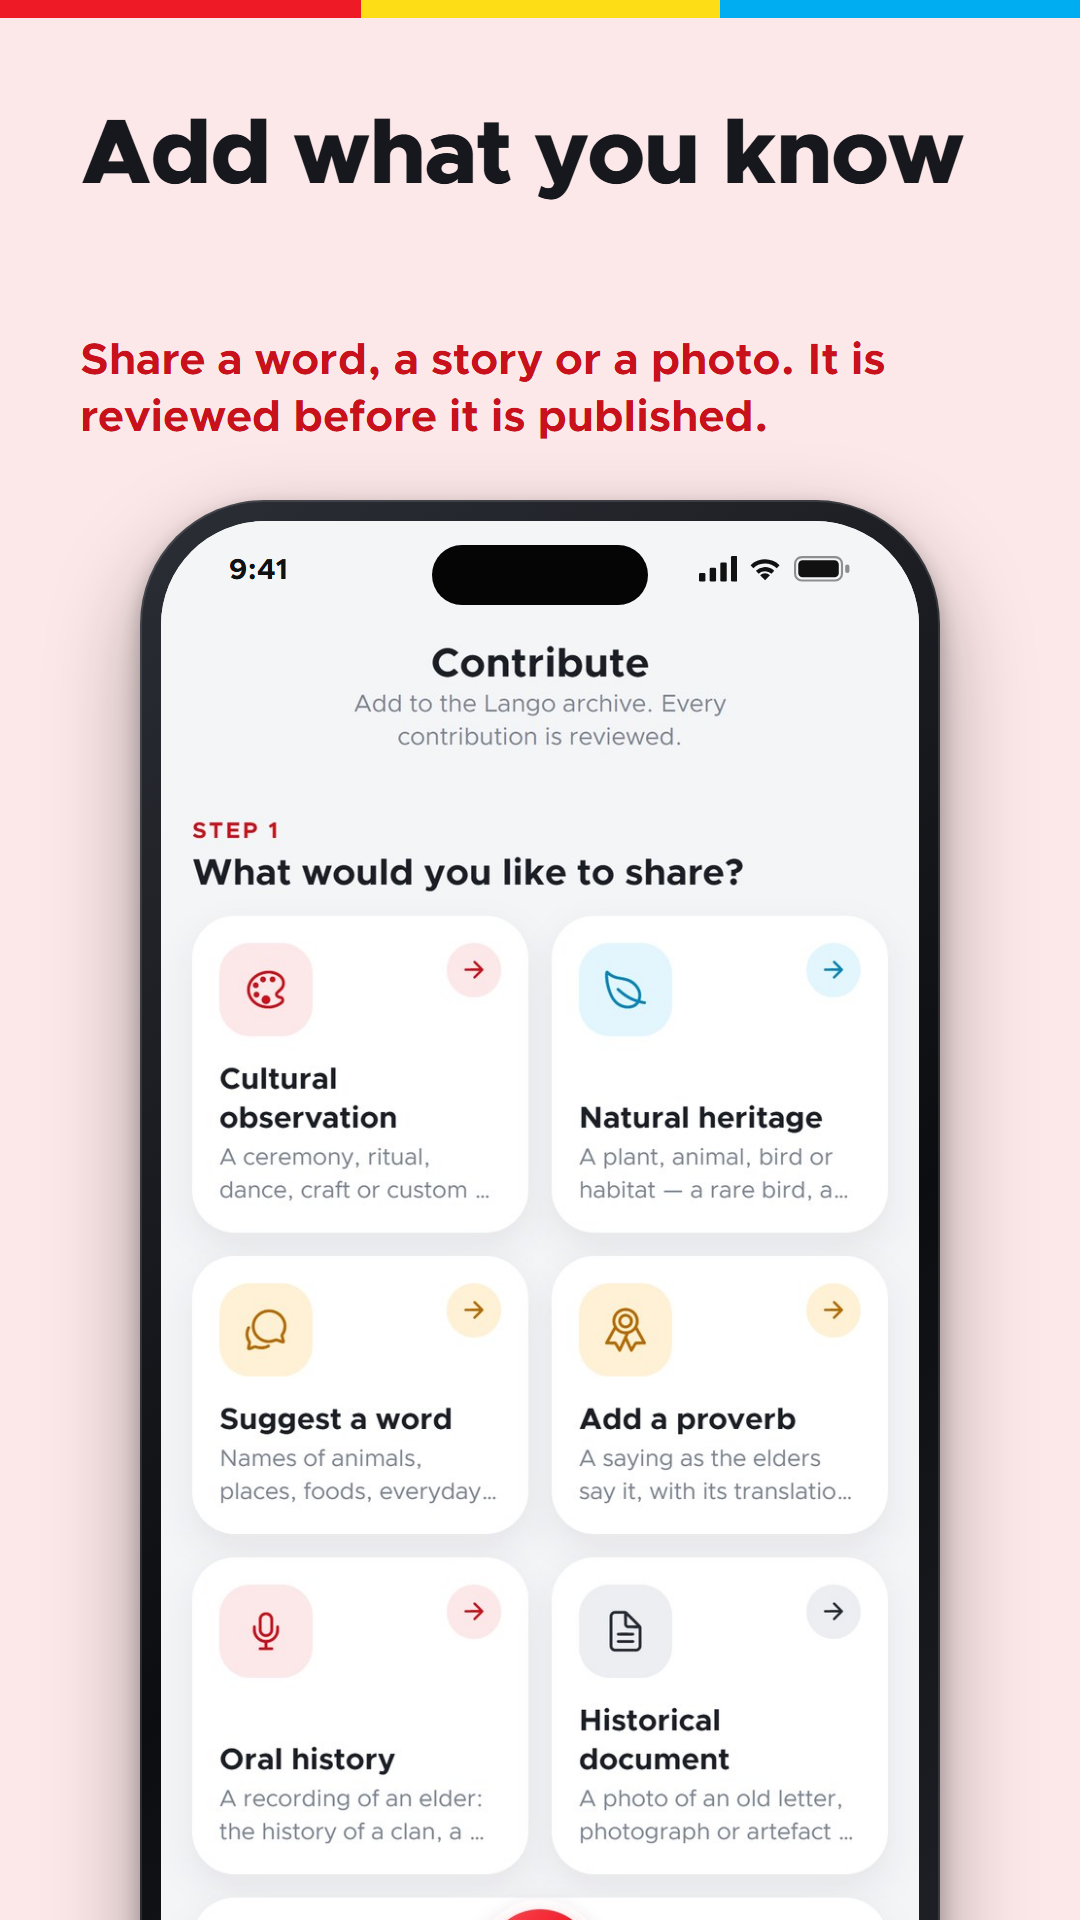 Add what you know
Share a word, a story or a photo. It is
reviewed before it is published.
9:41
Contribute
Add to the Lango archive. Every
contribution is reviewed.
STEP 1
What would you like to share?
Cultural
observation
A ceremony, ritual,
dance, craft or custom ...
Natural heritage
A plant, animal, bird or
habitat — a rare bird, a...
Suggest a word
Names of animals,
places, foods, everyday...
Add a proverb
A saying as the elders
say it, with its translatio...
Oral history
A recording of an elder:
the history of a clan, a ...
Historical
document
A photo of an old letter,
photograph or artefact ...